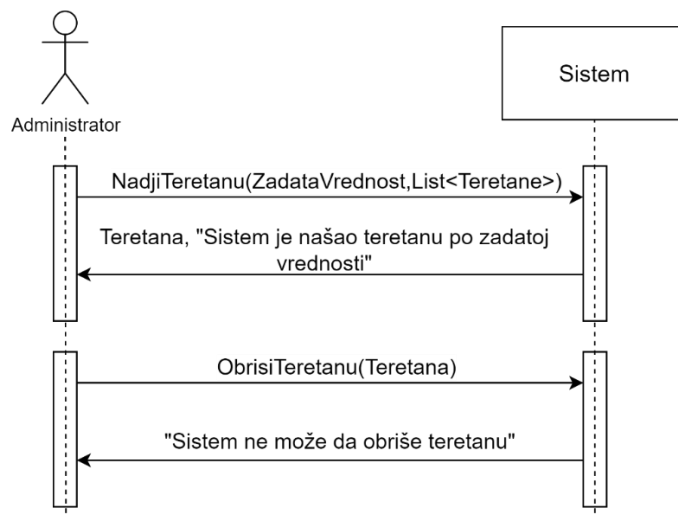 Sistem
Administrator
NadjiTeretanu(ZadataVrednost,List<Teretane>)
Teretana, "Sistem je našao teretanu po zadatoj
vrednosti"
ObrisiTeretanu(Teretana)
"Sistem ne može da obriše teretanu"